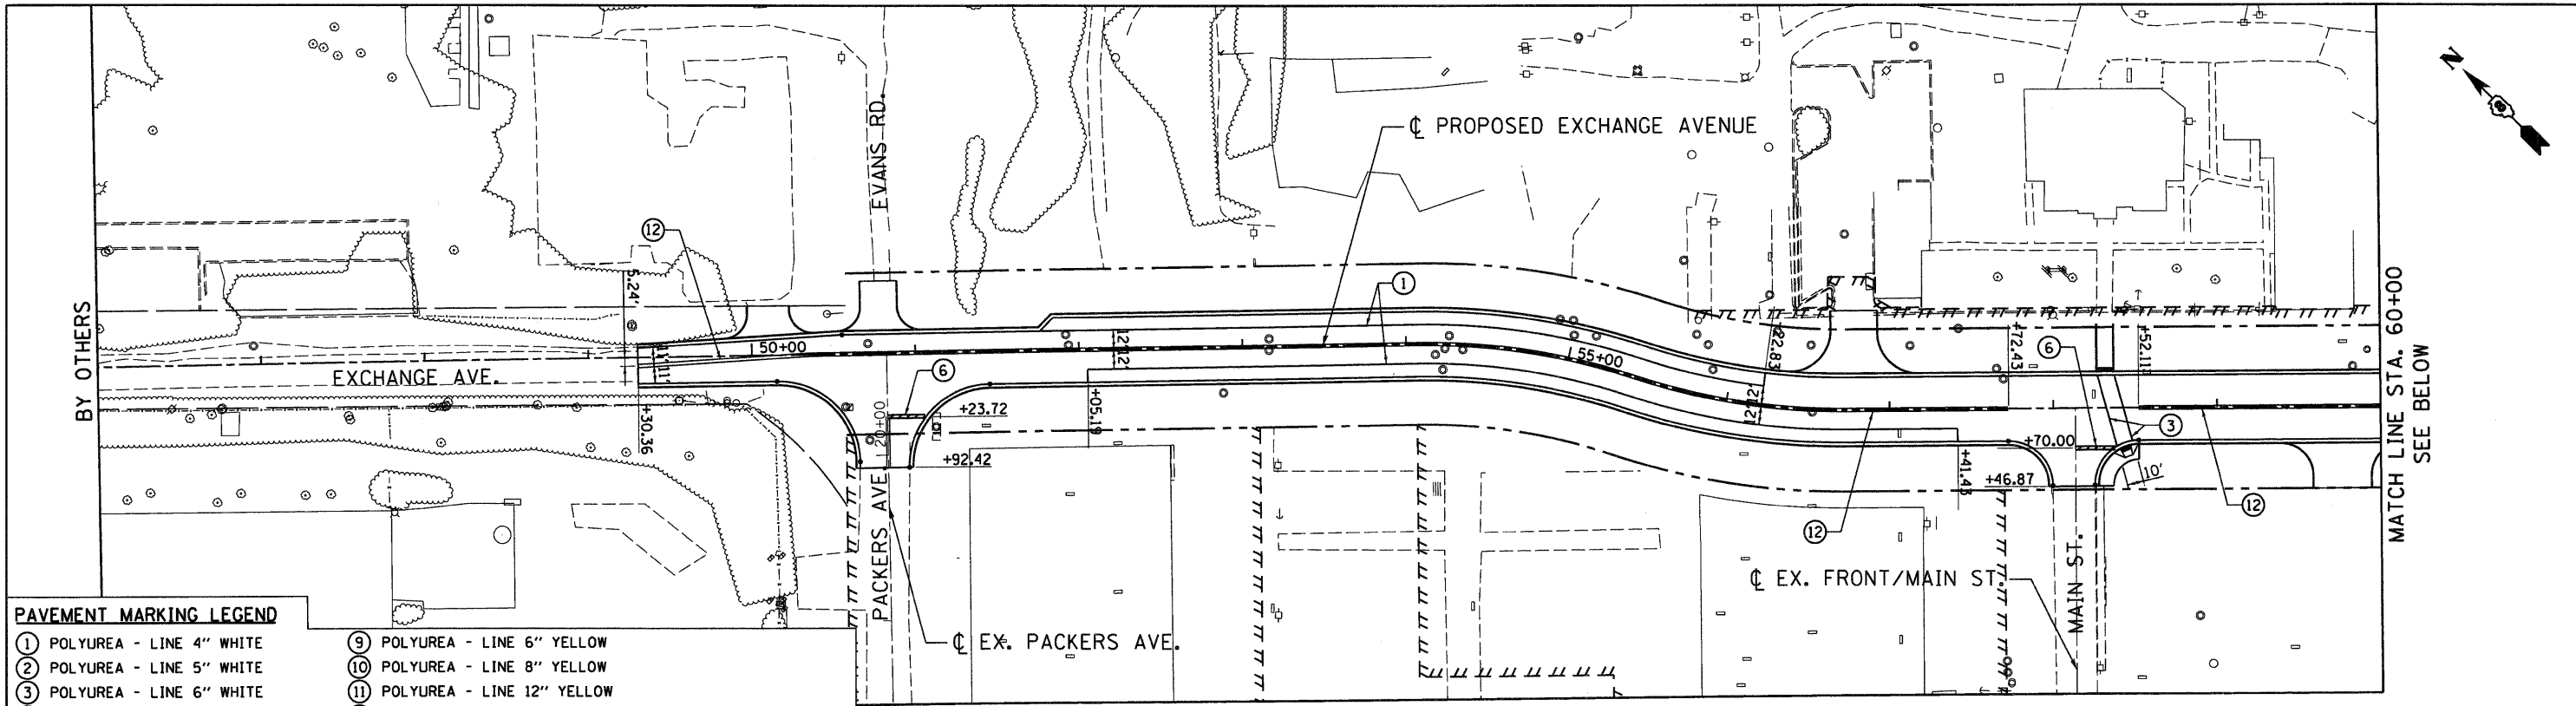 N
EVANS RD.
℄ PROPOSED EXCHANGE AVENUE
BY OTHERS
EXCHANGE AVE.
12
5.24'
11'
11'
+30.36
50+00
1
12'
12'
6
20+00
+23.72
+92.42
+05.19
PACKERS AVE.
℄ EX. PACKERS AVE.
55+00
+22.83
12'
12'
12
+41.43
+72.43
6
+52.11
+70.00
+46.87
3
10'
12
℄ EX. FRONT/MAIN ST.
MAIN ST.
MATCH LINE STA. 60+00
SEE BELOW
PAVEMENT MARKING LEGEND
1 POLYUREA - LINE 4" WHITE
2 POLYUREA - LINE 5" WHITE
3 POLYUREA - LINE 6" WHITE
9 POLYUREA - LINE 6" YELLOW
10 POLYUREA - LINE 8" YELLOW
11 POLYUREA - LINE 12" YELLOW